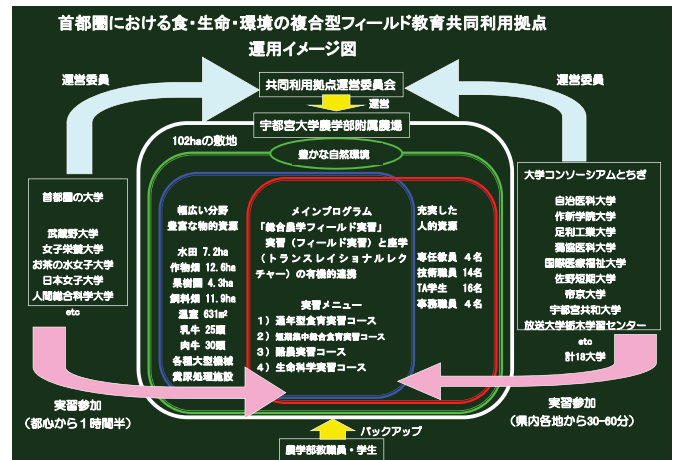 首都圏における食・生命・環境の複合型フィールド教育共同利用拠点
運用イメージ図
運営委員
共同利用拠点運営委員会
運営委員
運営
宇都宮大学農学部附属農場
102haの敷地
豊かな自然環境
首都圏の大学
武蔵野大学
女子栄養大学
お茶の水女子大学
日本女子大学
人間総合科学大学
etc
幅広い分野
豊富な物的資源
水田 7.2ha
作物畑 12.6ha
果樹園 4.3ha
飼料畑 11.9ha
温室 631m²
乳牛 25頭
肉牛 30頭
各種大型機械
糞尿処理施設
メインプログラム
「総合農学フィールド実習」
実習（フィールド実習）と座学
（トランスレイショナルレク
チャー）の有機的連携
実習メニュー
１）通年型食育実習コース
２）短期集中総合食育実習コース
３）酪農実習コース
４）生命科学実習コース
充実した
人的資源
専任教員 ４名
技術職員 14名
TA学生 16名
事務職員 ４名
大学コンソーシアムとちぎ
自治医科大学
作新学院大学
足利工業大学
獨協医科大学
国際医療福祉大学
佐野短期大学
帝京大学
宇都宮共和大学
放送大学栃木学習センター
etc
計18大学
実習参加
（都心から１時間半）
実習参加
（県内各地から30-60分）
バックアップ
農学部教職員・学生